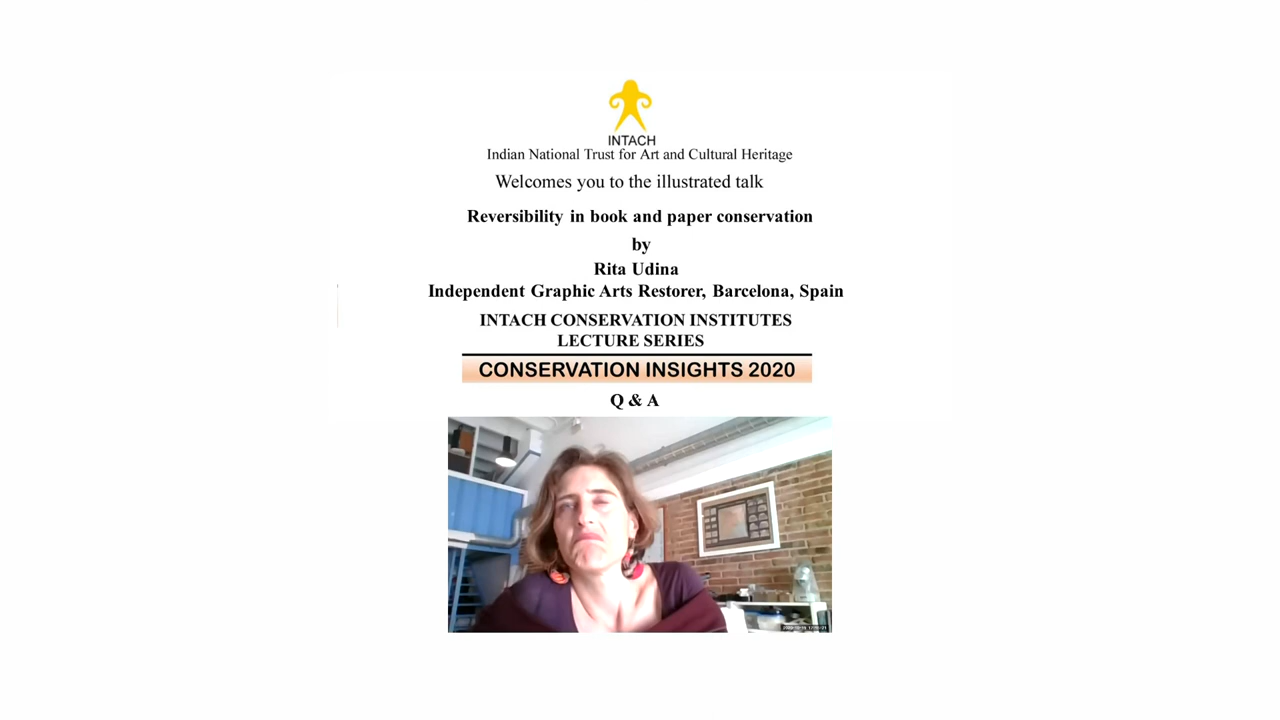 INTACH
Indian National Trust for Art and Cultural Heritage
Welcomes you to the illustrated talk
Reversibility in book and paper conservation
by
Rita Udina
Independent Graphic Arts Restorer, Barcelona, Spain
INTACH CONSERVATION INSTITUTES
LECTURE SERIES
CONSERVATION INSIGHTS 2020
Q & A